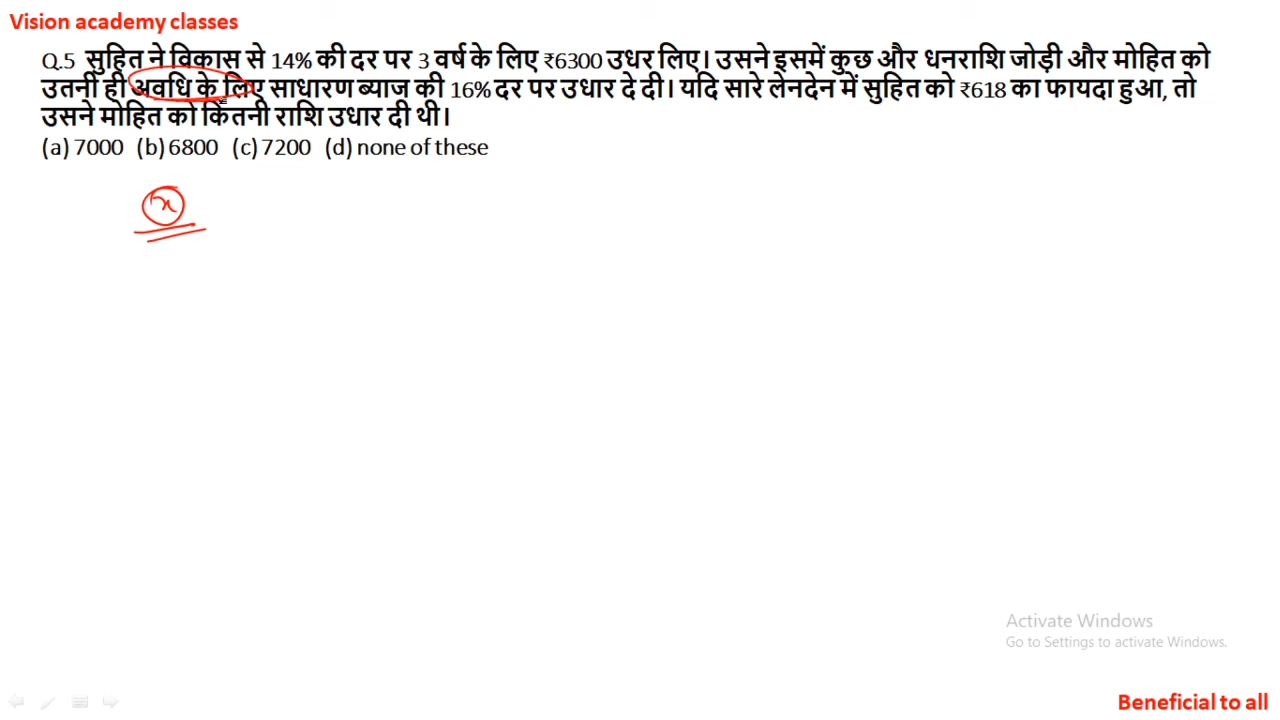 Vision academy classes
Q.5 सुहित ने विकास से 14% की दर पर 3 वर्ष के लिए ₹6300 उधर लिए। उसने इसमें कुछ और धनराशि जोड़ी और मोहित को
उतनी ही अवधि के लिए साधारण ब्याज की 16% दर पर उधार दे दी। यदि सारे लेनदेन में सुहित को ₹618 का फायदा हुआ, तो
उसने मोहित को कितनी राशि उधार दी थी।
(a) 7000 (b) 6800 (c) 7200 (d) none of these
x
Activate Windows
Go to Settings to activate Windows.
Beneficial to all